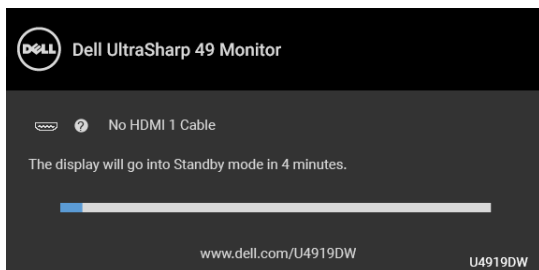 DELL
Dell UltraSharp 49 Monitor
? No HDMI 1 Cable
The display will go into Standby mode in 4 minutes.
www.dell.com/U4919DW
U4919DW